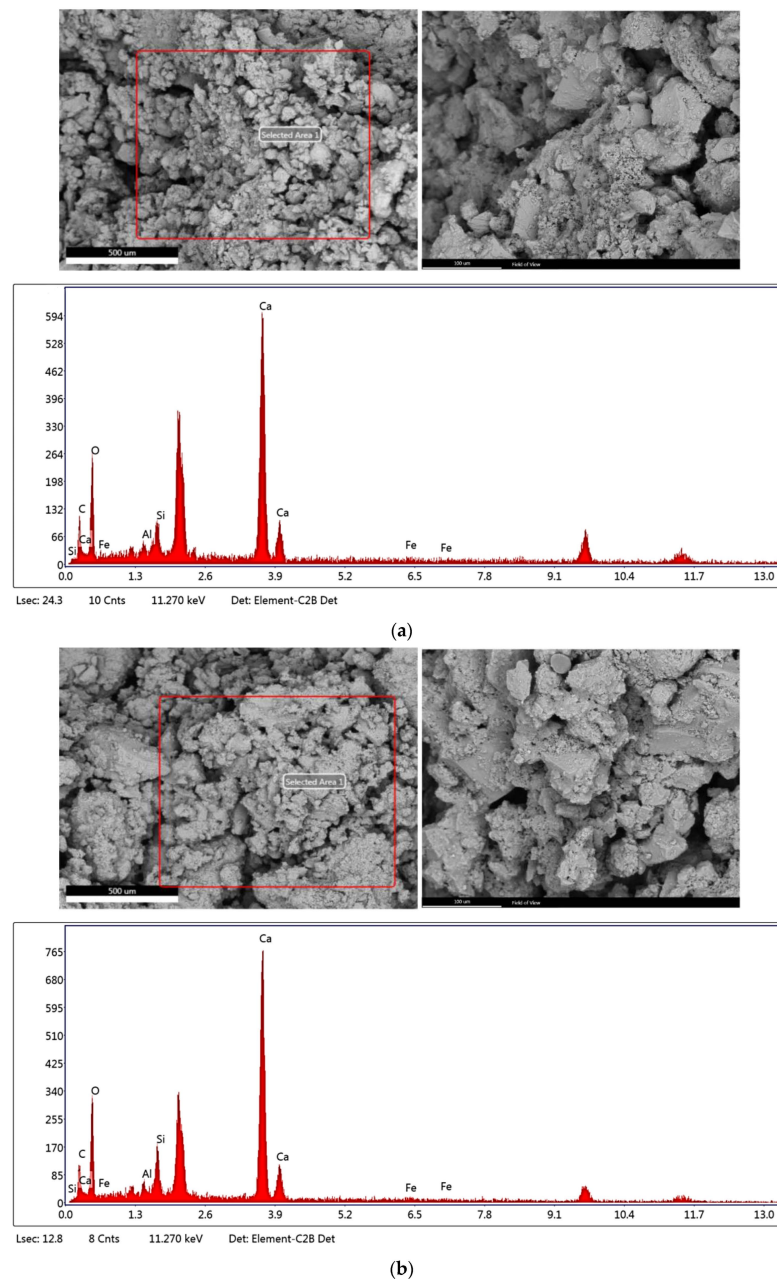 Selected Area 1
500 um
100 um Field of View
Ca
594
528
462
396
330
264
198
132
66
0
O
C
Ca
Si
Fe
Al
Si
Ca
Fe
Fe
0.0 1.3 2.6 3.9 5.2 6.5 7.8 9.1 10.4 11.7 13.0
Lsec: 24.3 10 Cnts 11.270 keV Det: Element-C2B Det
(a)
Selected Area 1
500 um
100 um Field of View
Ca
765
680
595
510
425
340
255
170
85
0
O
C
Ca
Si
Fe
Al
Si
Ca
Fe
Fe
0.0 1.3 2.6 3.9 5.2 6.5 7.8 9.1 10.4 11.7 13.0
Lsec: 12.8 8 Cnts 11.270 keV Det: Element-C2B Det
(b)